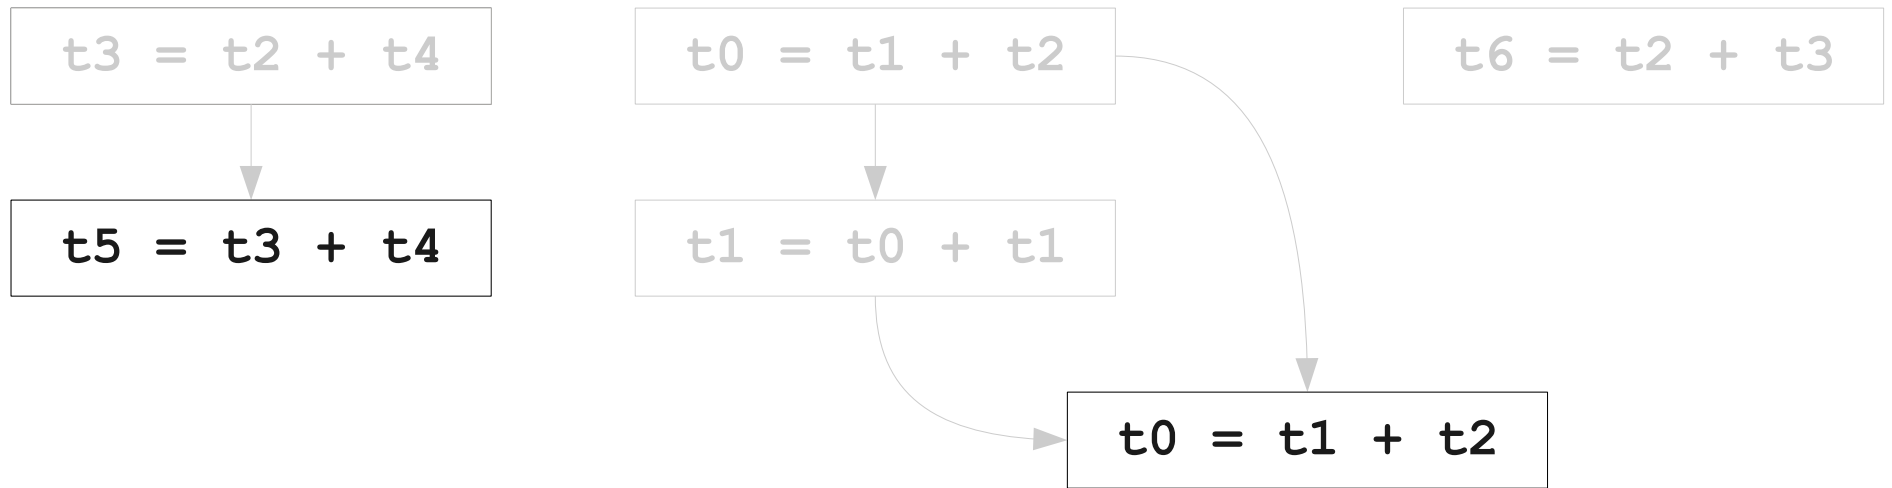 t3 = t2 + t4
t0 = t1 + t2
t6 = t2 + t3
t5 = t3 + t4
t1 = t0 + t1
t0 = t1 + t2